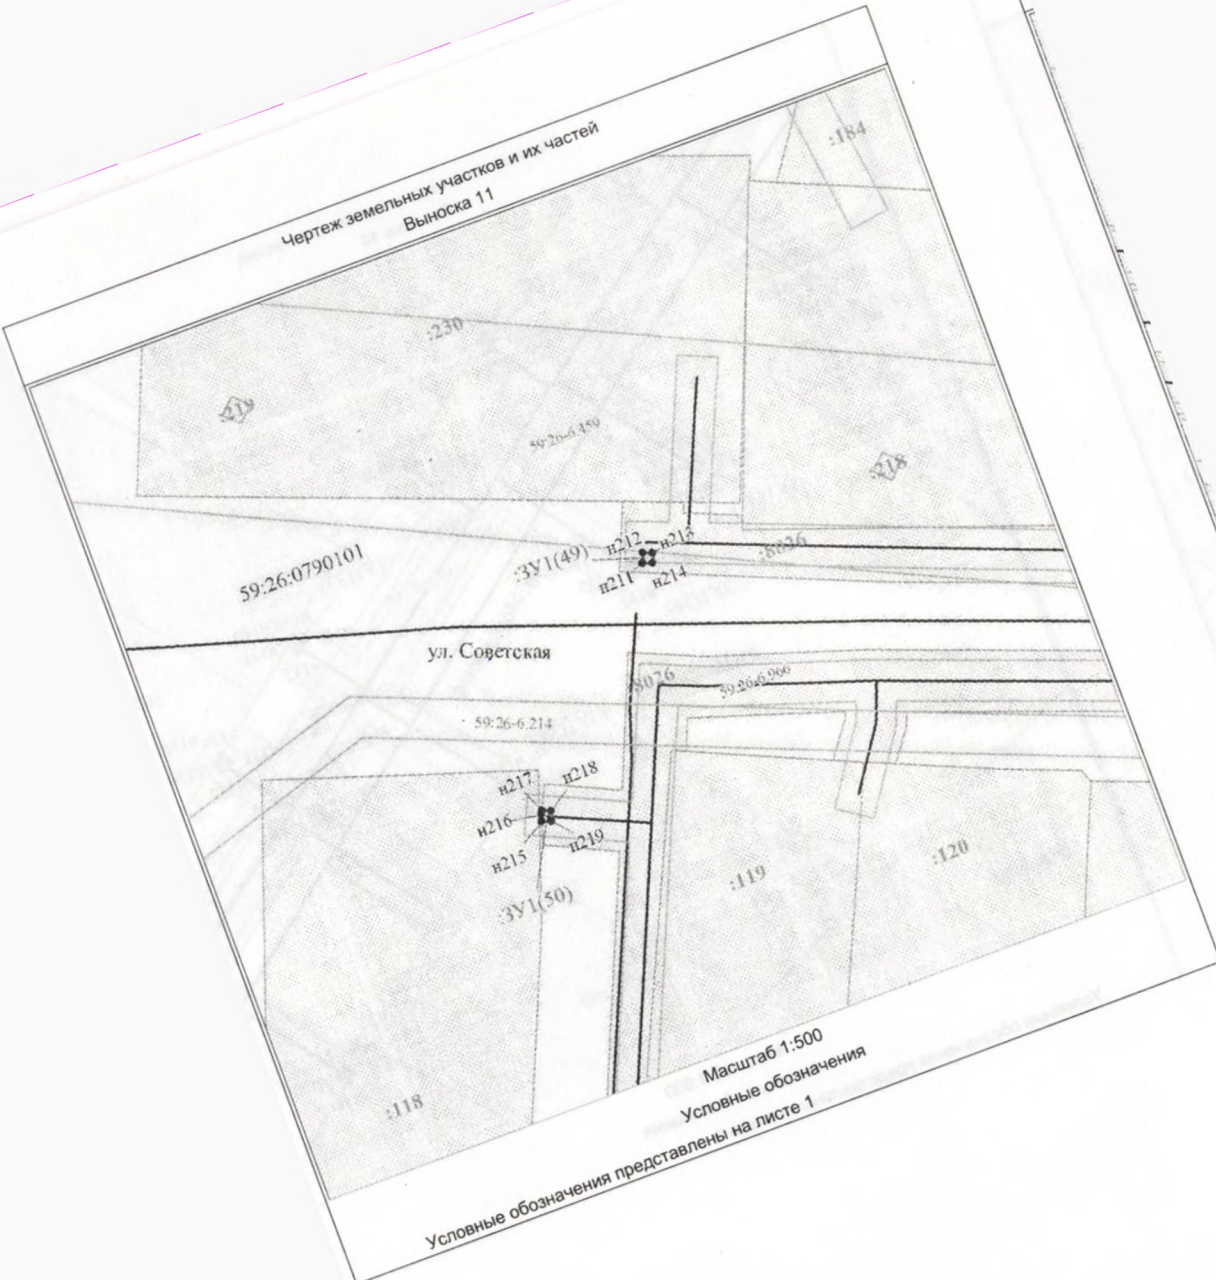 Чертеж земельных участков и их частей
Выноска 11
:184
:230
:219
59:26-6.459
:218
59:26:0790101
:ЗУ1(49)
н212
н213
:8826
н211
н214
ул. Советская
59:26-6.966
59:26-6.214
н217
н218
н216
н219
н215
:ЗУ1(50)
:119
:120
:118
Масштаб 1:500
Условные обозначения
Условные обозначения представлены на листе 1